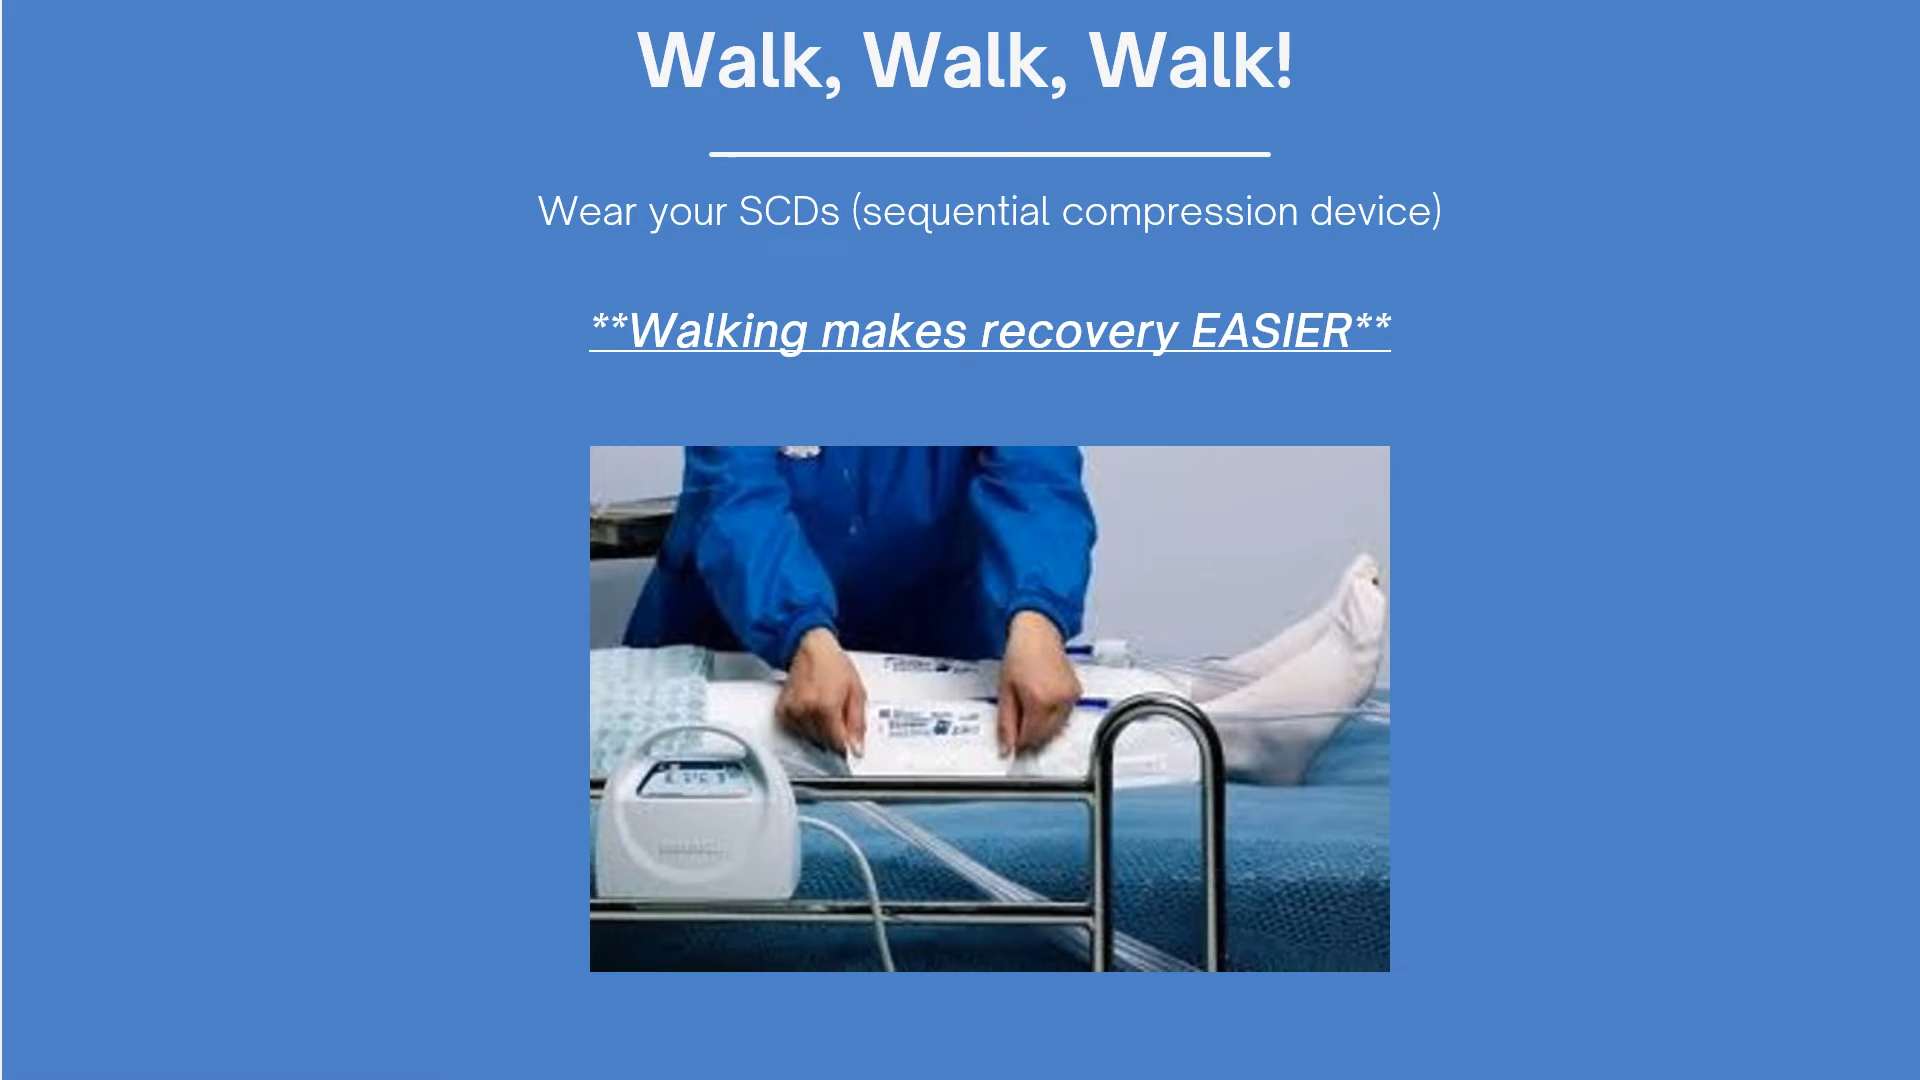 Walk, Walk, Walk!
Wear your SCDs (sequential compression device)
**Walking makes recovery EASIER**